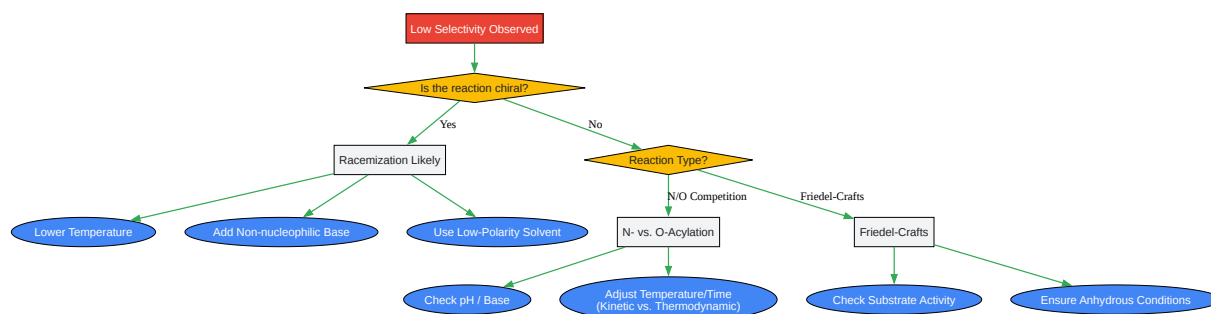 Low Selectivity Observed
Is the reaction chiral?
Yes
No
Racemization Likely
Reaction Type?
N/O Competition
Friedel-Crafts
Lower Temperature
Add Non-nucleophilic Base
Use Low-Polarity Solvent
N- vs. O-Acylation
Friedel-Crafts
Check pH / Base
Adjust Temperature/Time
(Kinetic vs. Thermodynamic)
Check Substrate Activity
Ensure Anhydrous Conditions